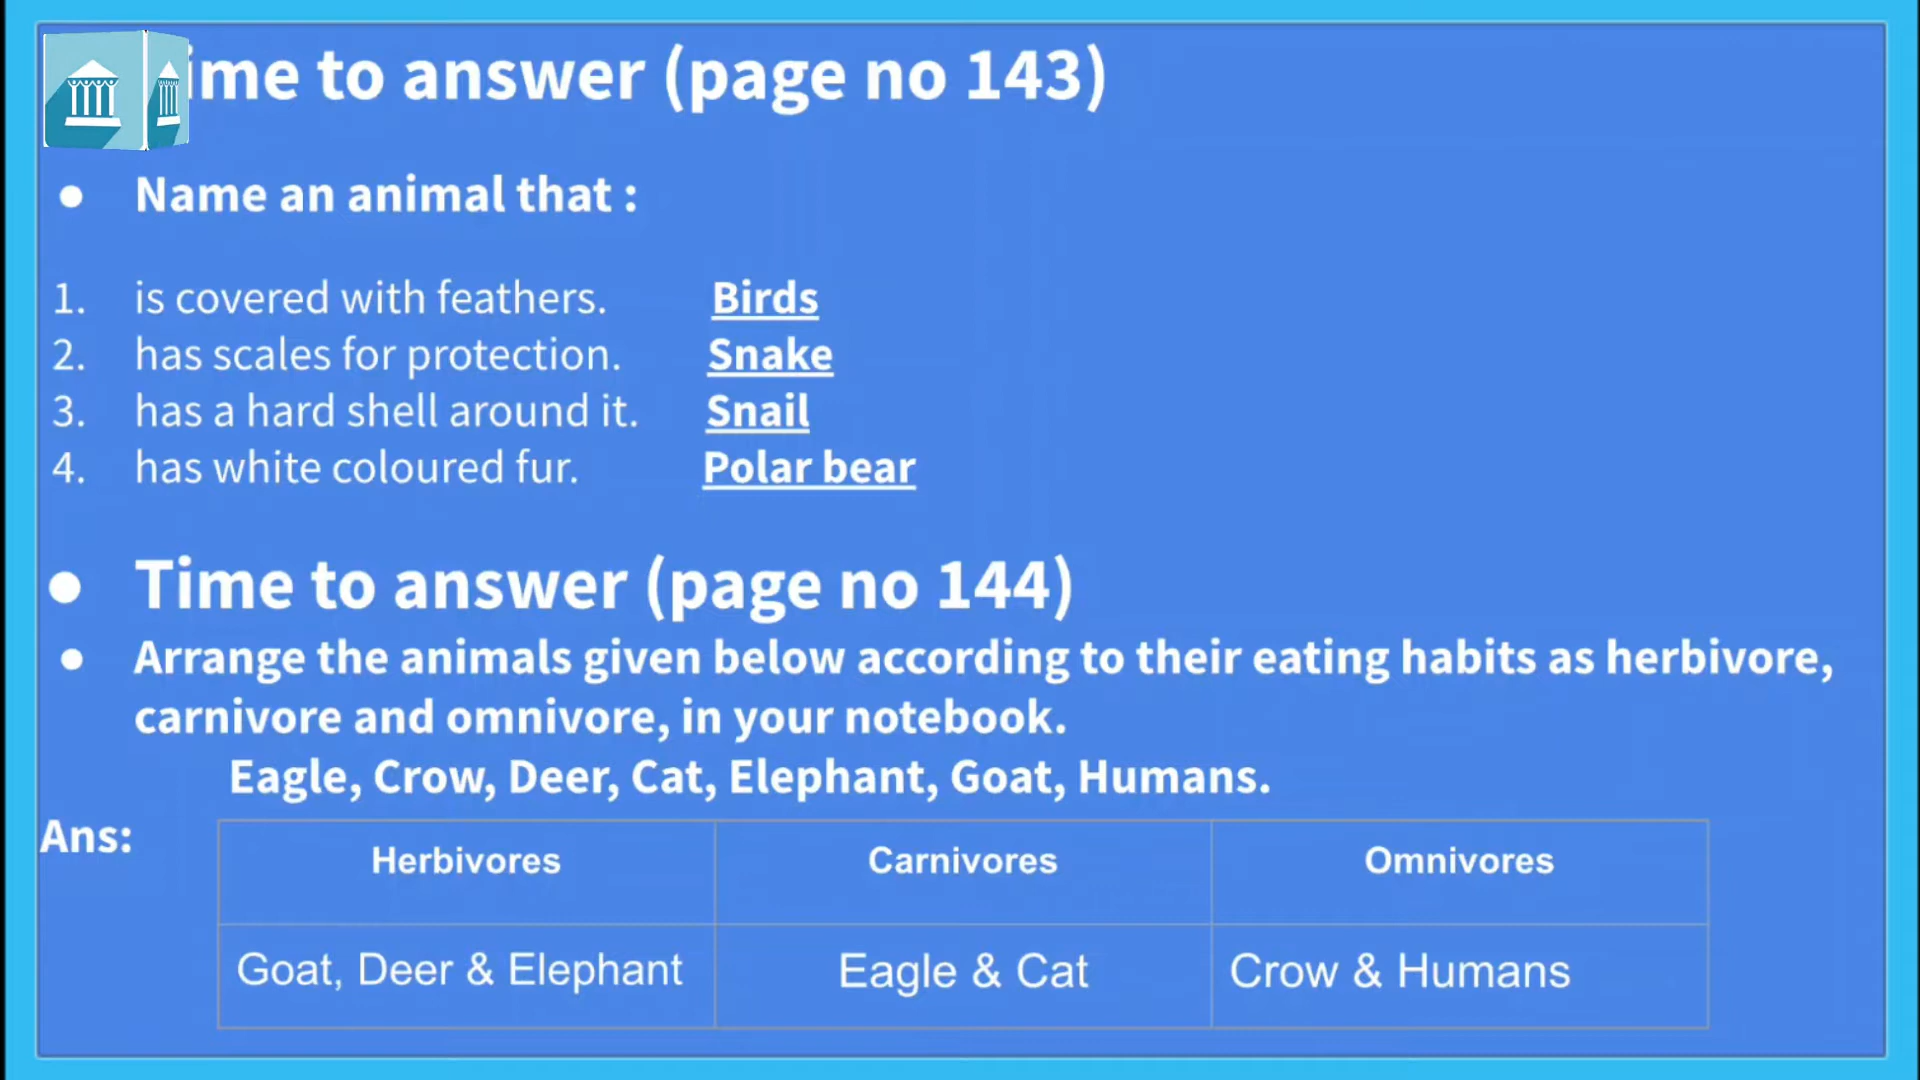 ime to answer (page no 143)
● Name an animal that :
1. is covered with feathers. Birds
2. has scales for protection. Snake
3. has a hard shell around it. Snail
4. has white coloured fur. Polar bear
● Time to answer (page no 144)
● Arrange the animals given below according to their eating habits as herbivore,
carnivore and omnivore, in your notebook.
Eagle, Crow, Deer, Cat, Elephant, Goat, Humans.
Ans:
Herbivores Carnivores Omnivores
Goat, Deer & Elephant Eagle & Cat Crow & Humans